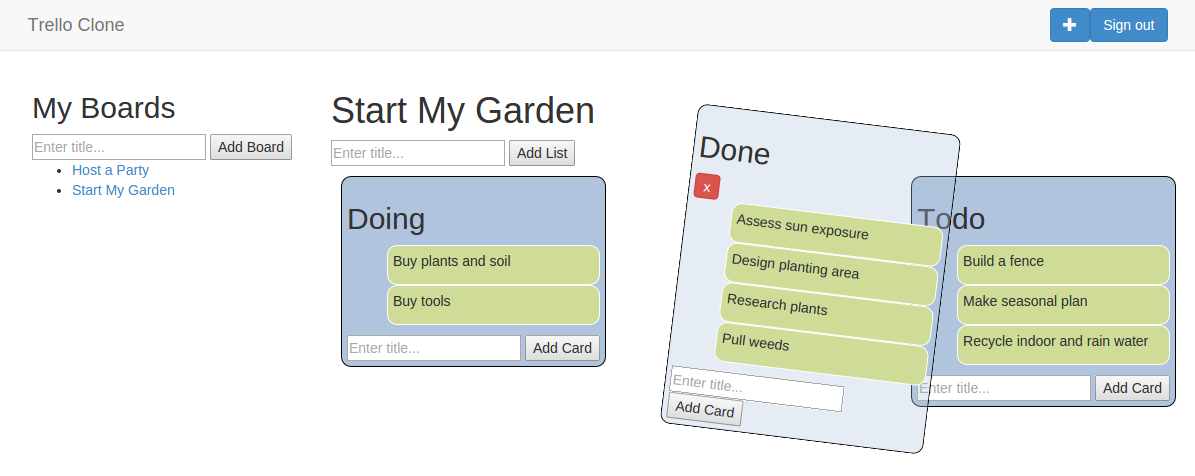 Trello Clone
Sign out
My Boards
Enter title...
Add Board
Host a Party
Start My Garden
Start My Garden
Enter title...
Add List
Doing
Buy plants and soil
Buy tools
Enter title...
Add Card
Done
x
Assess sun exposure
Design planting area
Research plants
Pull weeds
Enter title...
Add Card
Todo
Build a fence
Make seasonal plan
Recycle indoor and rain water
Enter title...
Add Card